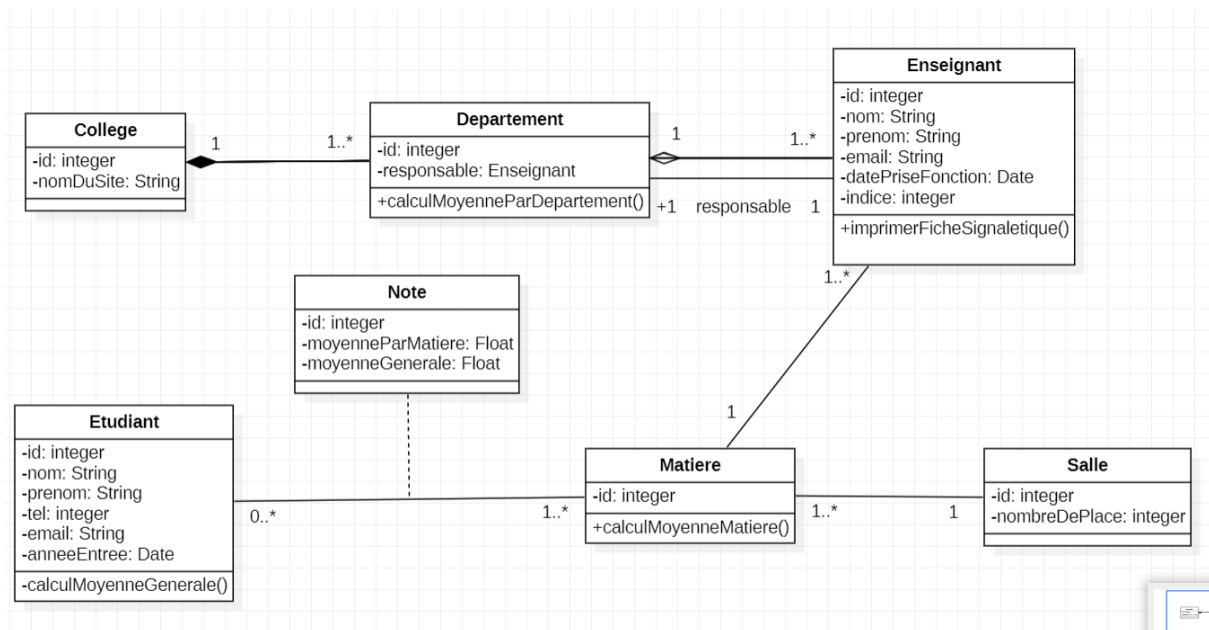 College
-id: integer
-nomDuSite: String
1
1..*
Departement
-id: integer
-responsable: Enseignant
+calculMoyenneParDepartement()
1
1..*
+1 responsable 1
Enseignant
-id: integer
-nom: String
-prenom: String
-email: String
-datePriseFonction: Date
-indice: integer
+imprimerFicheSignaletique()
1..*
1
Note
-id: integer
-moyenneParMatiere: Float
-moyenneGenerale: Float
Etudiant
-id: integer
-nom: String
-prenom: String
-tel: integer
-email: String
-anneeEntree: Date
-calculMoyenneGenerale()
0..*
1..*
Matiere
-id: integer
+calculMoyenneMatiere()
1..*
1
Salle
-id: integer
-nombreDePlace: integer